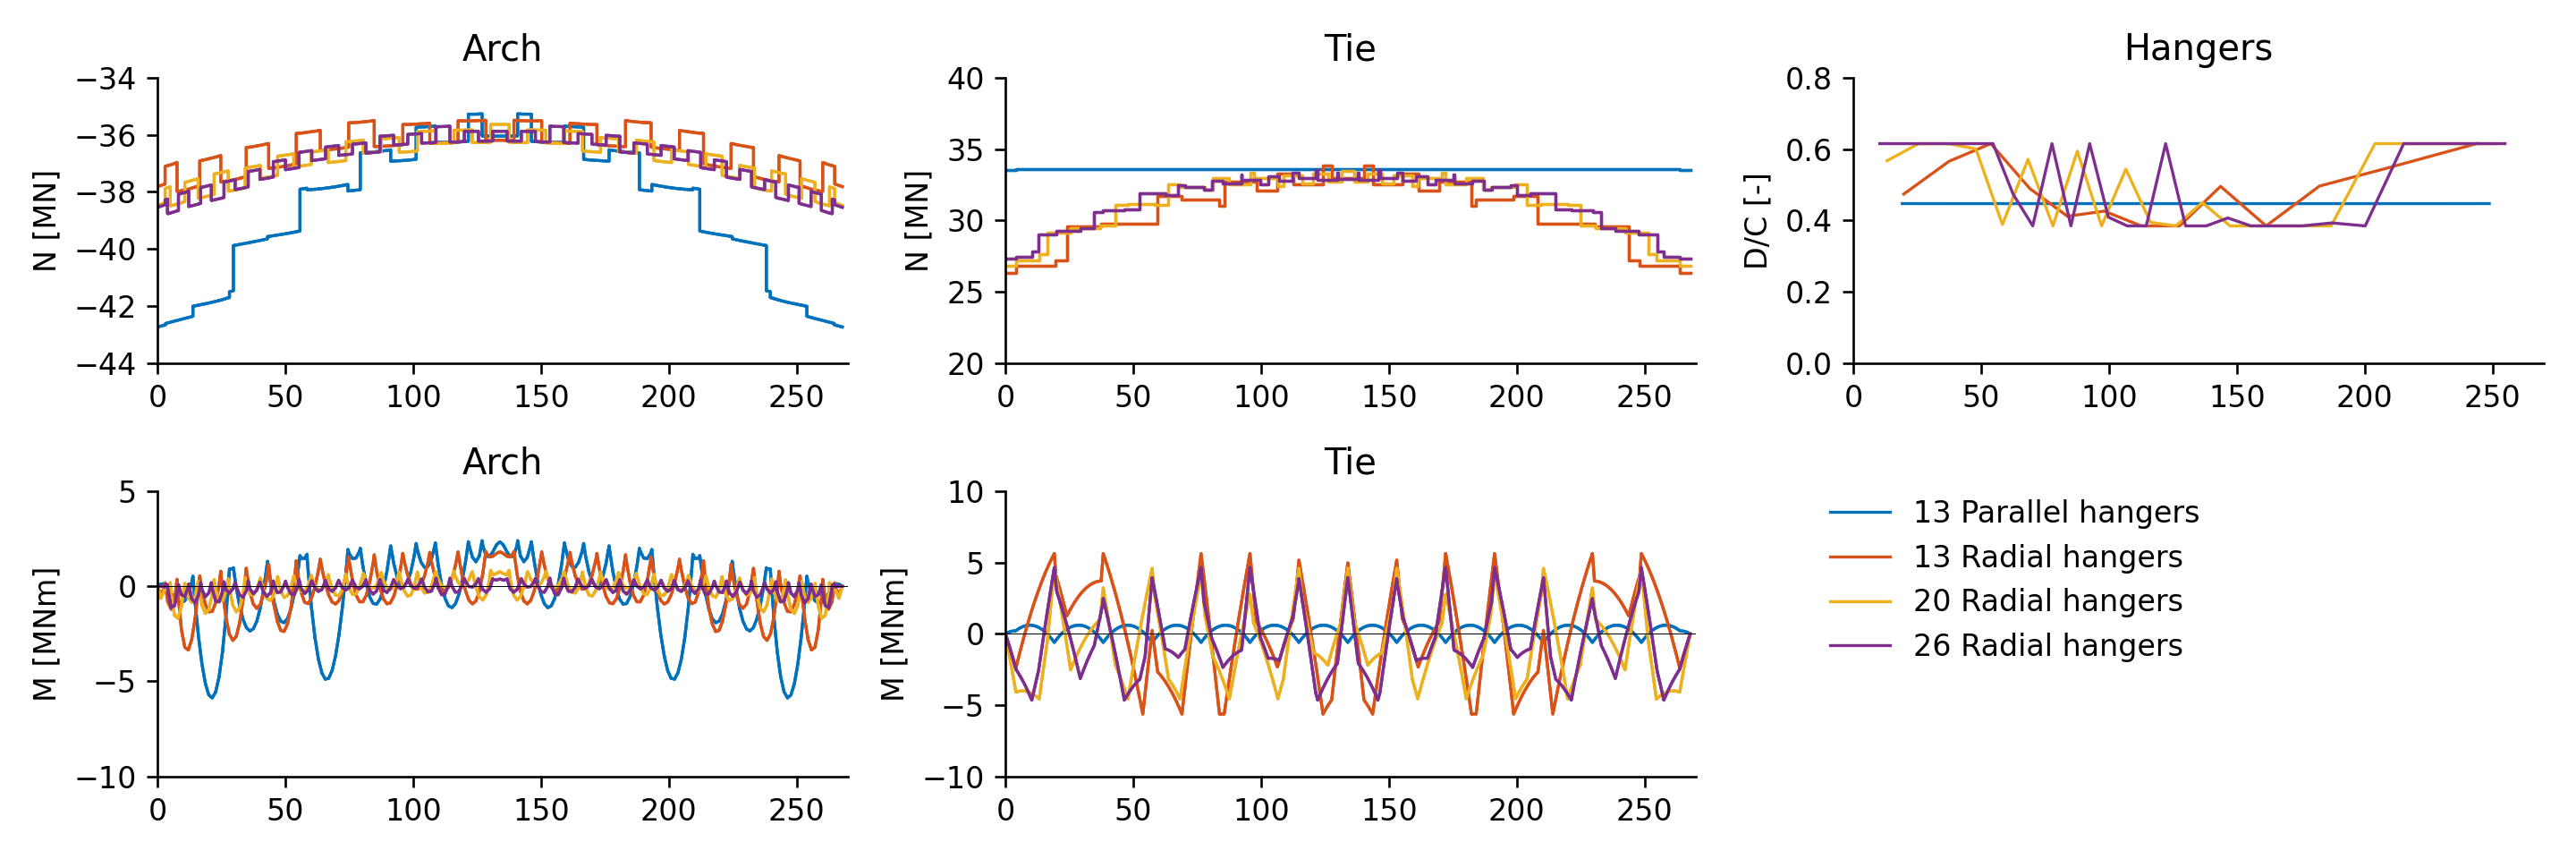 Arch
N [MN]
−34
−36
−38
−40
−42
−44
0 50 100 150 200 250
Tie
N [MN]
40
35
30
25
20
0 50 100 150 200 250
Hangers
D/C [-]
0.8
0.6
0.4
0.2
0.0
0 50 100 150 200 250
Arch
M [MNm]
5
0
−5
−10
0 50 100 150 200 250
Tie
M [MNm]
10
5
0
−5
−10
0 50 100 150 200 250
13 Parallel hangers
13 Radial hangers
20 Radial hangers
26 Radial hangers